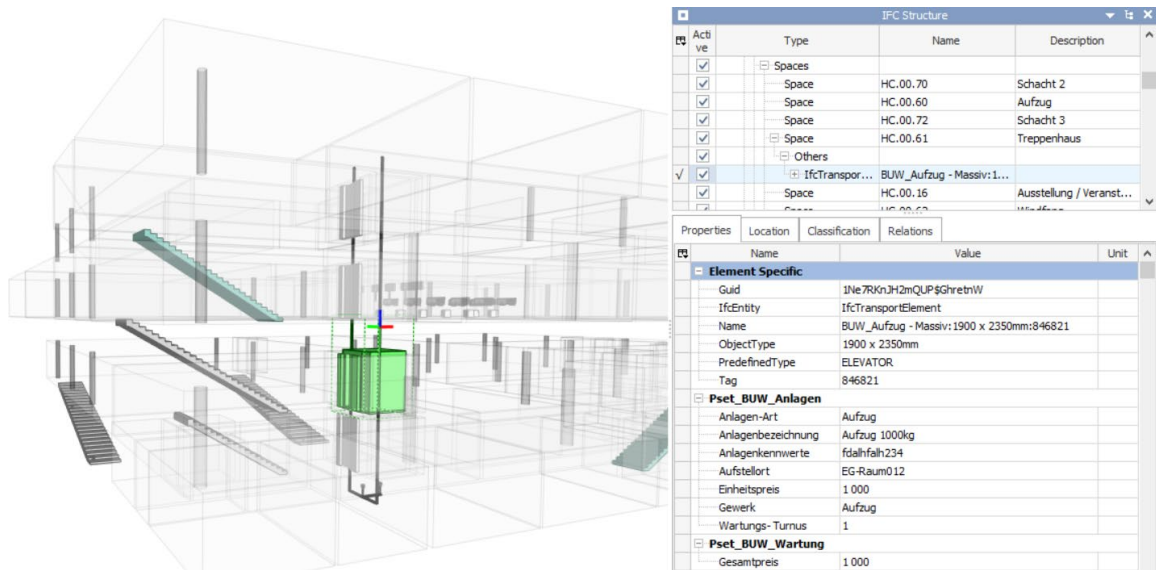 IFC Structure
Acti
ve Type Name Description
Spaces
Space HC.00.70 Schacht 2
Space HC.00.60 Aufzug
Space HC.00.72 Schacht 3
Space HC.00.61 Treppenhaus
Others
√ IfcTranspor... BUW_Aufzug - Massiv:1...
Space HC.00.16 Ausstellung / Veranst...
Properties Location Classification Relations
Name Value Unit
Element Specific
Guid 1Ne7RKnJH2mQUP$GhretnW
IfcEntity IfcTransportElement
Name BUW_Aufzug - Massiv:1900 x 2350mm:846821
ObjectType 1900 x 2350mm
PredefinedType ELEVATOR
Tag 846821
Pset_BUW_Anlagen
Anlagen-Art Aufzug
Anlagenbezeichnung Aufzug 1000kg
Anlagenkennwerte fdalhfalh234
Aufstellort EG-Raum012
Einheitspreis 1 000
Gewerk Aufzug
Wartungs- Turnus 1
Pset_BUW_Wartung
Gesamtpreis 1 000